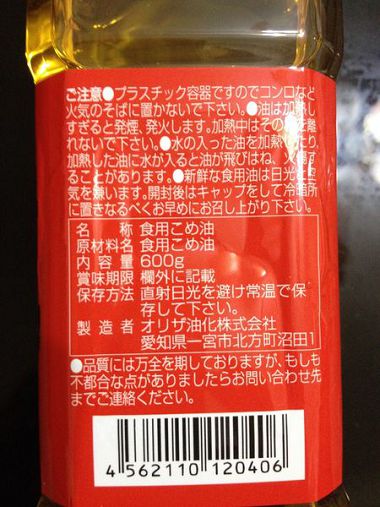 ご注意●プラスチック容器ですのでコンロなど
火気のそばに置かないで下さい。●油は加熱し
すぎると発煙、発火します。加熱中はその場を離
れないで下さい。●水の入った油を加熱したり、
加熱した油に水が入ると油が飛びはね、火傷す
ることがあります。●新鮮な食用油は日光と空
気を嫌います。開封後はキャップをして冷暗所
に置きなるべくお早めにお召し上がり下さい。
名 称 食用こめ油
原材料名 食用こめ油
内 容 量 600g
賞味期限 欄外に記載
保存方法 直射日光を避け常温で保
存して下さい。
製 造 者 オリザ油化株式会社
愛知県一宮市北方町沼田1
●品質には万全を期しておりますが、もしも
不都合な点がありましたらお問い合わせ先
までご連絡ください。
4 562110 120406